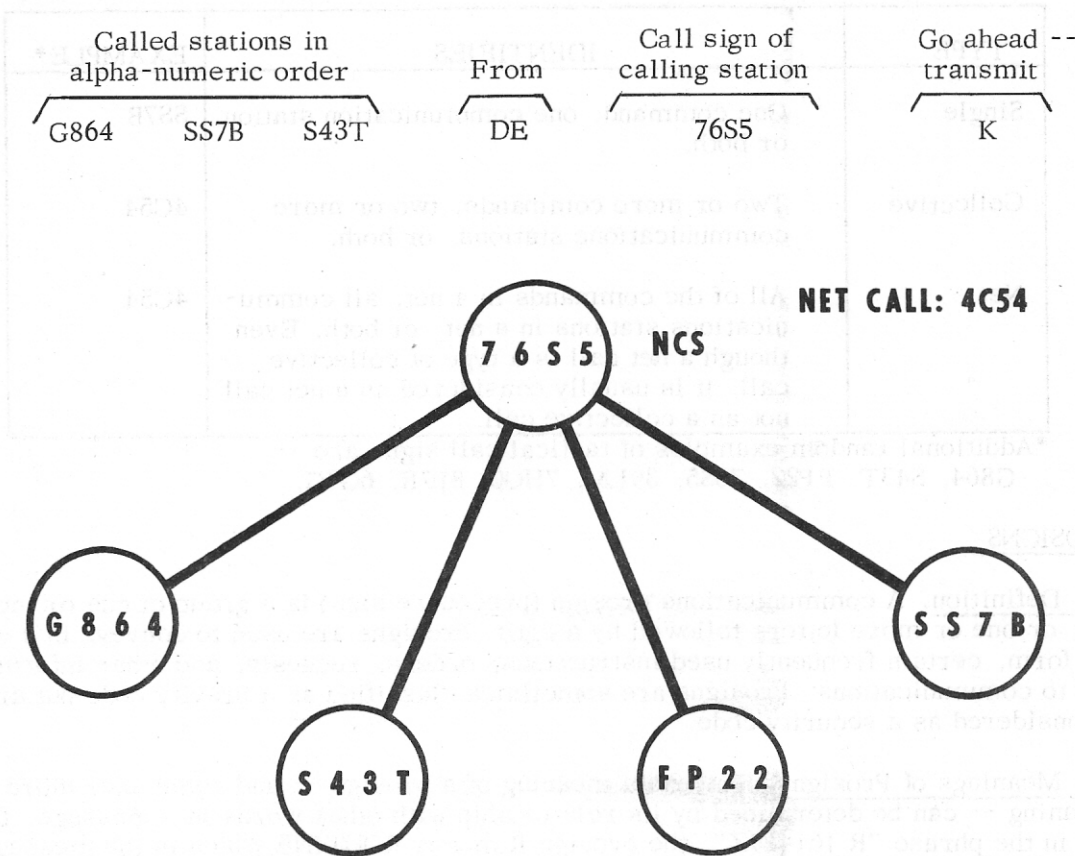 Called stations in Call sign of Go ahead --
alpha-numeric order From calling station transmit
G864 SS7B S43T DE 76S5 K
NET CALL: 4C54
76S5 NCS
G864 SS7B
S43T FP22